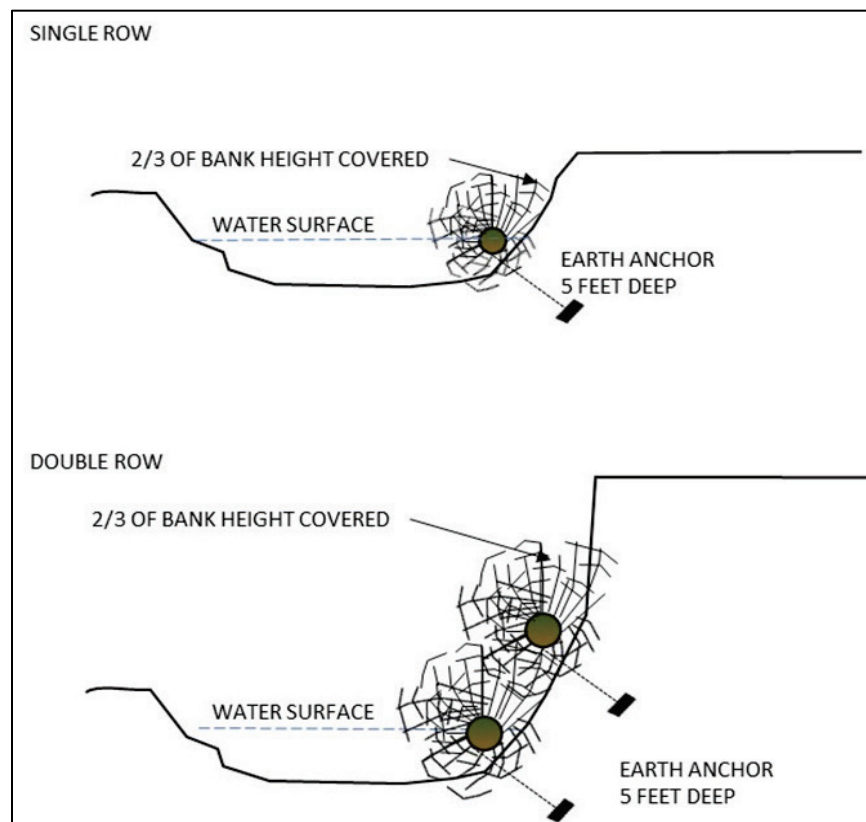 SINGLE ROW
2/3 OF BANK HEIGHT COVERED
WATER SURFACE
EARTH ANCHOR
5 FEET DEEP
DOUBLE ROW
2/3 OF BANK HEIGHT COVERED
WATER SURFACE
EARTH ANCHOR
5 FEET DEEP